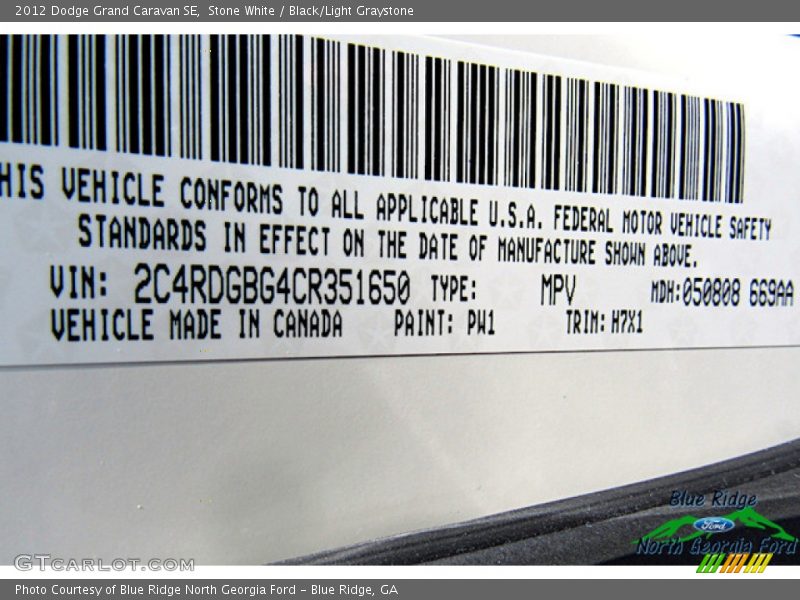 2012 Dodge Grand Caravan SE, Stone White / Black/Light Graystone
HIS VEHICLE CONFORMS TO ALL APPLICABLE U.S.A. FEDERAL MOTOR VEHICLE SAFETY
STANDARDS IN EFFECT ON THE DATE OF MANUFACTURE SHOWN ABOVE.
VIN: 2C4RDGBG4CR351650 TYPE: MPV MDH:050808 669AA
VEHICLE MADE IN CANADA PAINT: PW1 TRIM: H7X1
Blue Ridge
Ford
North Georgia Ford
GTCARLOT.COM
Photo Courtesy of Blue Ridge North Georgia Ford – Blue Ridge, GA